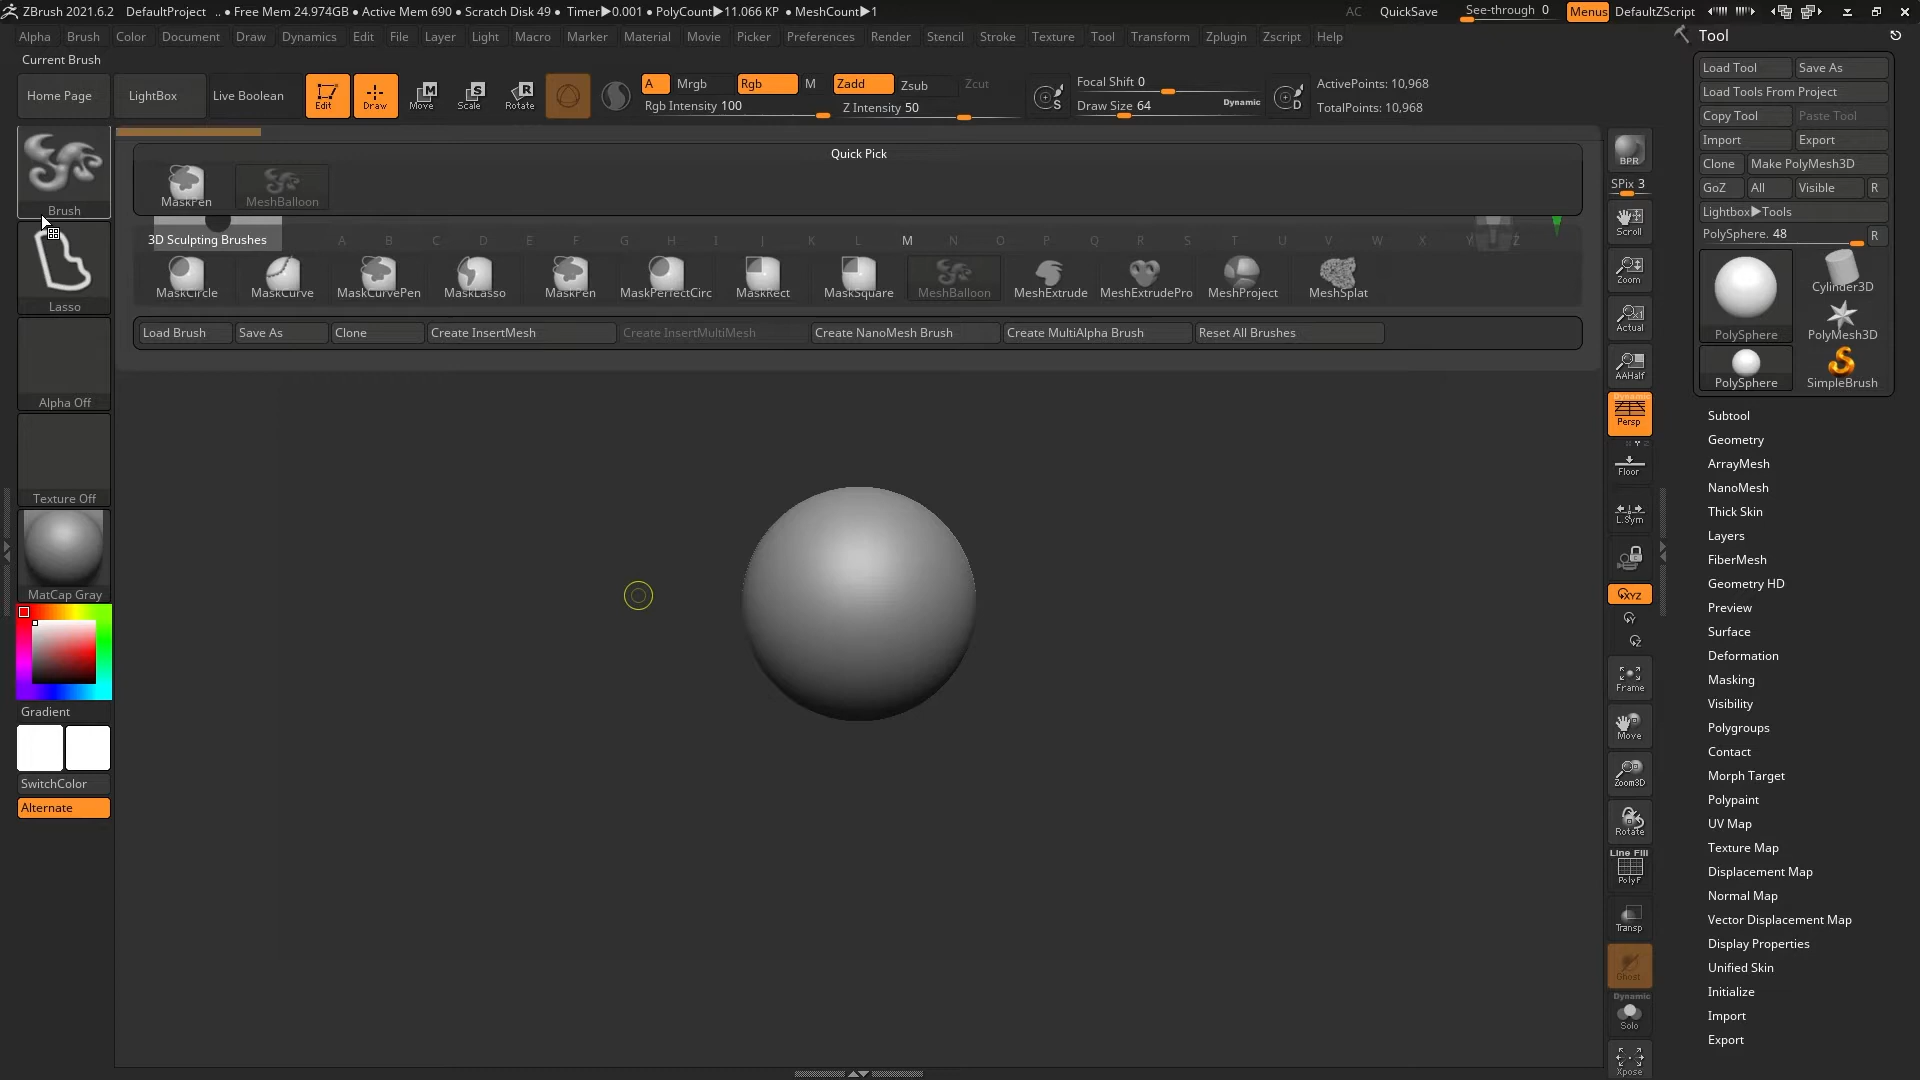 ZBrush 2021.6.2 DefaultProject .. • Free Mem 24.974GB • Active Mem 690 • Scratch Disk 49 • Timer▶0.001 • PolyCount▶11.066 KP • MeshCount▶1 AC QuickSave See-through 0 Menus DefaultZScript
Alpha Brush Color Document Draw Dynamics Edit File Layer Light Macro Marker Material Movie Picker Preferences Render Stencil Stroke Texture Tool Transform Zplugin Zscript Help
Current Brush
Home Page LightBox Live Boolean Edit Draw Move Scale Rotate
A Mrgb Rgb M Zadd Zsub Zcut
Rgb Intensity 100 Z Intensity 50
S Focal Shift 0
Draw Size 64 Dynamic D
ActivePoints: 10,968
TotalPoints: 10,968
Brush
Lasso
Alpha Off
Texture Off
MatCap Gray
Gradient
SwitchColor
Alternate
Quick Pick
MaskPen MeshBalloon
3D Sculpting Brushes A B C D E F G H I J K L M N O P Q R S T U V W X Y Z
MaskCircle MaskCurve MaskCurvePen MaskLasso MaskPen MaskPerfectCirc MaskRect MaskSquare MeshBalloon MeshExtrude MeshExtrudePro MeshProject MeshSplat
Load Brush Save As Clone Create InsertMesh Create InsertMultiMesh Create NanoMesh Brush Create MultiAlpha Brush Reset All Brushes
BPR
SPix 3
Scroll
Zoom
Actual
AAHalf
Dynamic
Persp
Floor
L.Sym
XYZ
Y
Z
Frame
Move
Zoom3D
Rotate
Line Fill
PolyF
Transp
Ghost
Dynamic
Solo
Xpose
Tool
Load Tool Save As
Load Tools From Project
Copy Tool Paste Tool
Import Export
Clone Make PolyMesh3D
GoZ All Visible R
Lightbox▶Tools
PolySphere. 48 R
PolySphere Cylinder3D
PolyMesh3D
PolySphere SimpleBrush
Subtool
Geometry
ArrayMesh
NanoMesh
Thick Skin
Layers
FiberMesh
Geometry HD
Preview
Surface
Deformation
Masking
Visibility
Polygroups
Contact
Morph Target
Polypaint
UV Map
Texture Map
Displacement Map
Normal Map
Vector Displacement Map
Display Properties
Unified Skin
Initialize
Import
Export